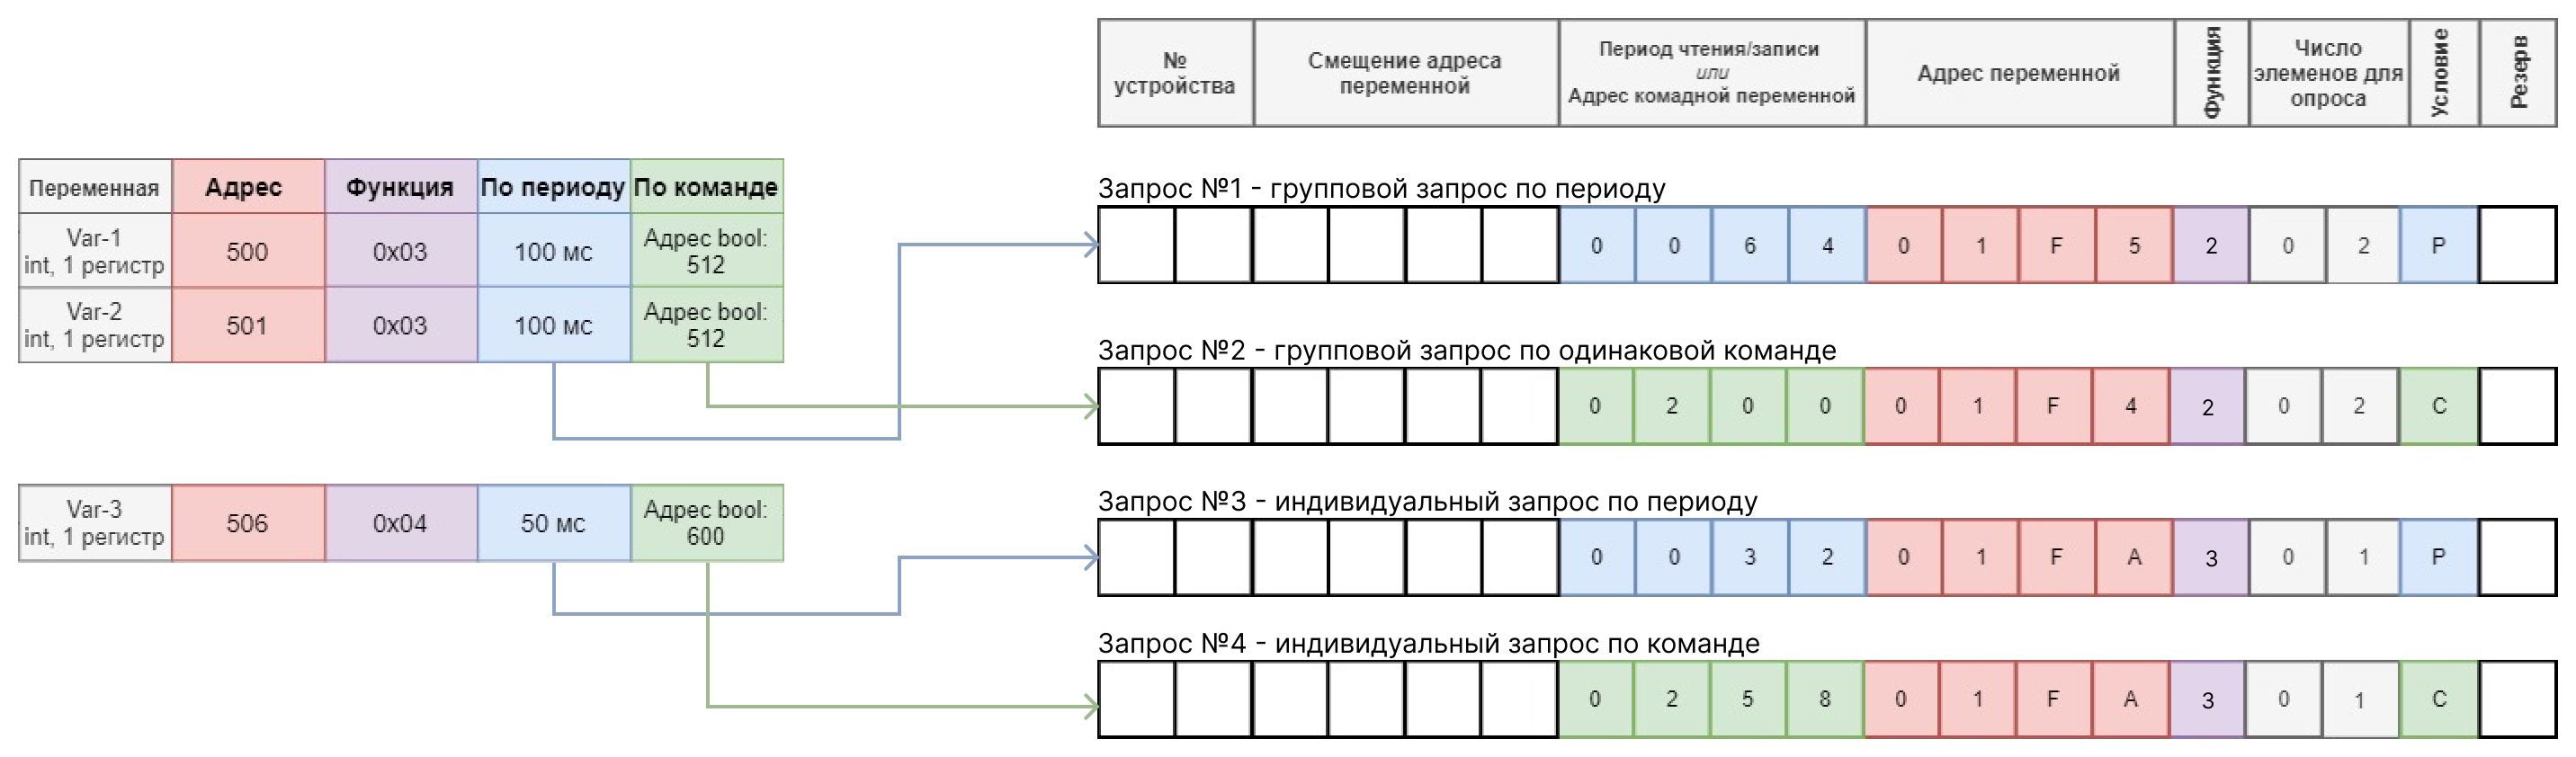 №
устройства
Смещение адреса
переменной
Период чтения/записи
или
Адрес комадной переменной
Адрес переменной
Функция
Число
элеменов для
опроса
Условие
Резерв
Переменная Адрес Функция По периоду По команде
Var-1
int, 1 регистр
500 0x03 100 мс
Адрес bool:
512
Var-2
int, 1 регистр
501 0x03 100 мс
Адрес bool:
512
Запрос №1 - групповой запрос по периоду
0 0 6 4 0 1 F 5 2 0 2 P
Запрос №2 - групповой запрос по одинаковой команде
0 2 0 0 0 1 F 4 2 0 2 C
Var-3
int, 1 регистр
506 0x04 50 мс
Адрес bool:
600
Запрос №3 - индивидуальный запрос по периоду
0 0 3 2 0 1 F A 3 0 1 P
Запрос №4 - индивидуальный запрос по команде
0 2 5 8 0 1 F A 3 0 1 C